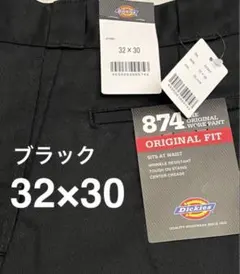 32×30
874 ORIGINAL
WORK PANT
ORIGINAL FIT
SITS AT WAIST
WRINKLE RESISTANT
TOUGH ON STAINS
CENTER CREASE
Dickies
ブラック
32×30